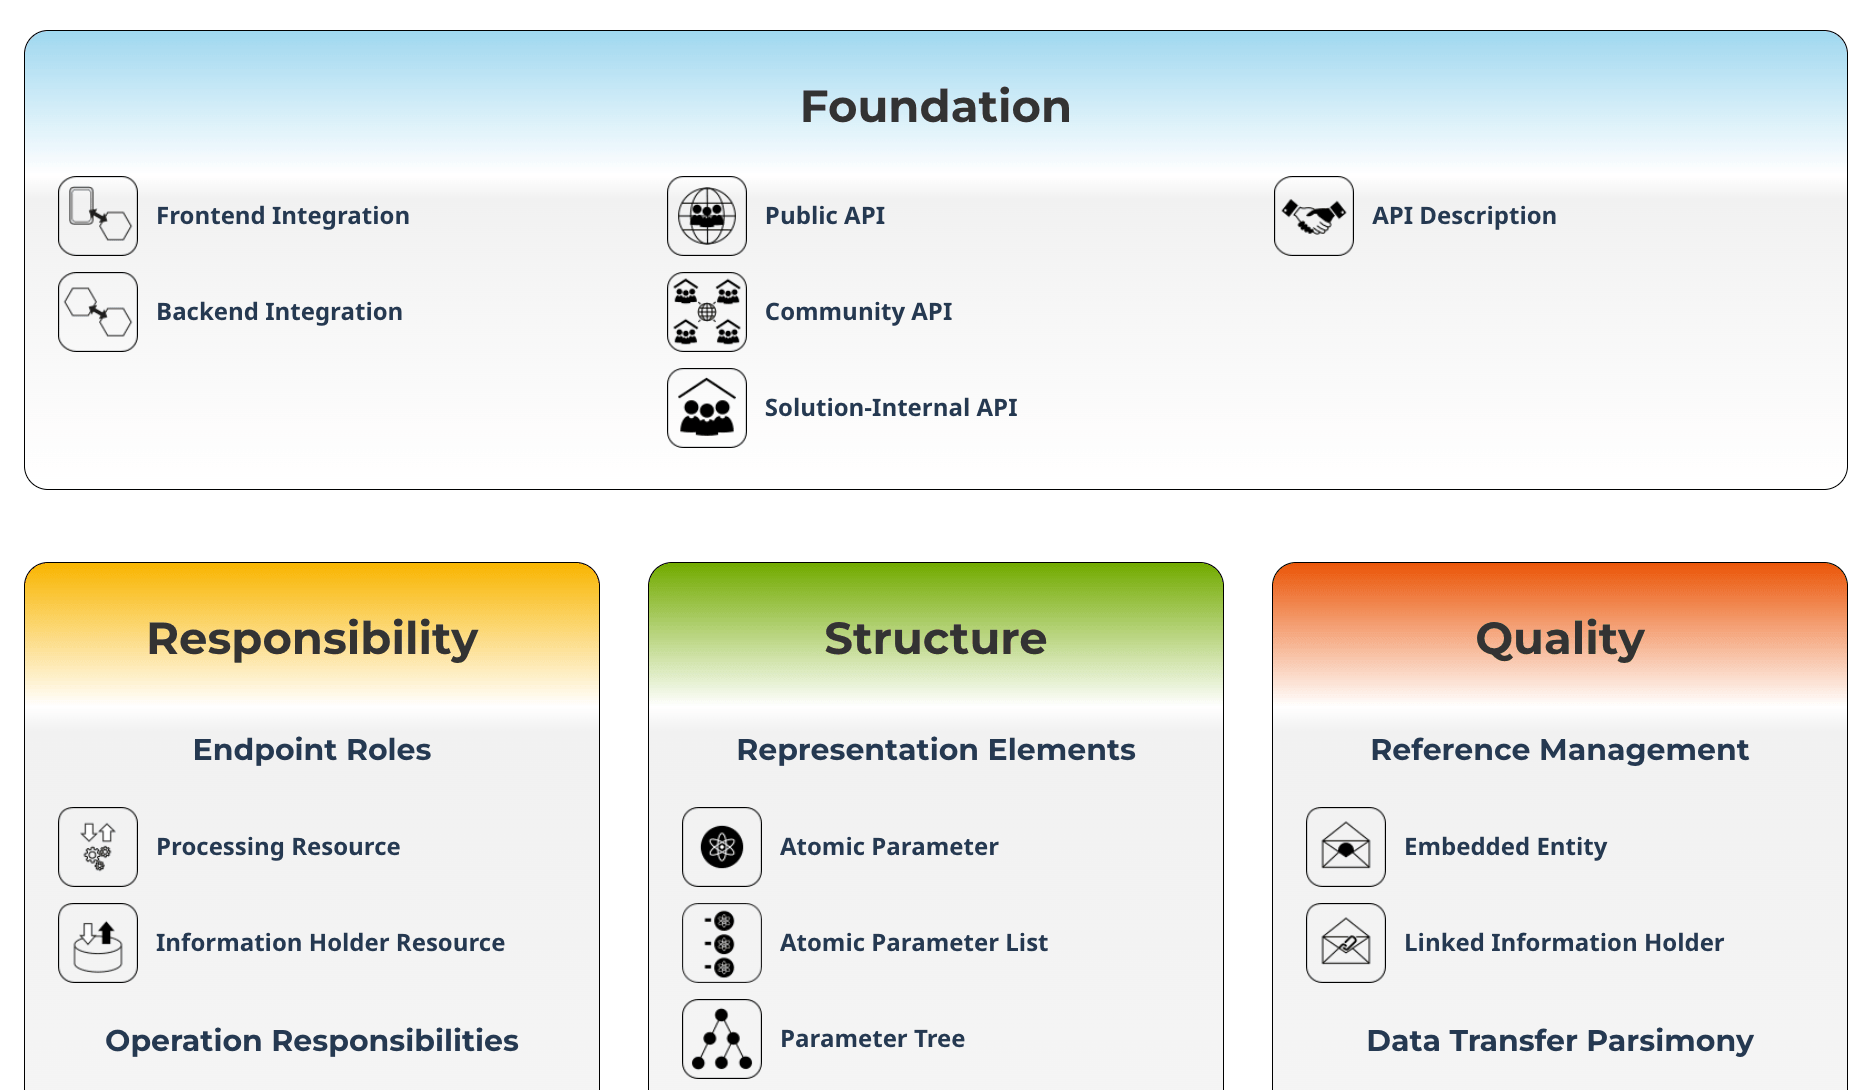 Foundation
Frontend Integration
Backend Integration
Public API
Community API
Solution-Internal API
API Description
Responsibility
Endpoint Roles
Processing Resource
Information Holder Resource
Operation Responsibilities
Structure
Representation Elements
Atomic Parameter
Atomic Parameter List
Parameter Tree
Quality
Reference Management
Embedded Entity
Linked Information Holder
Data Transfer Parsimony